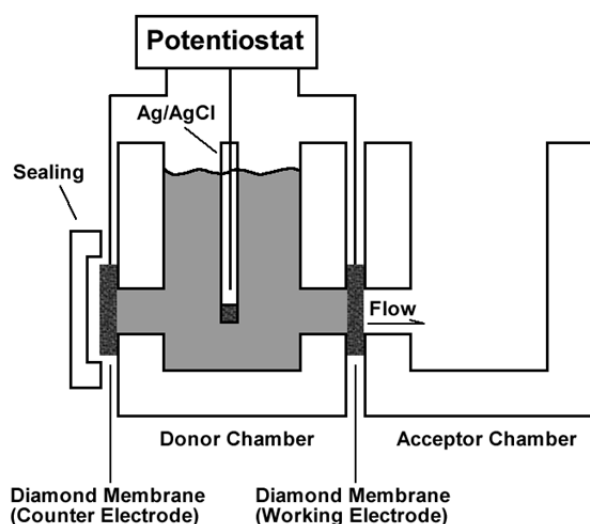 Potentiostat
Ag/AgCl
Sealing
Flow
Donor Chamber
Acceptor Chamber
Diamond Membrane
(Counter Electrode)
Diamond Membrane
(Working Electrode)